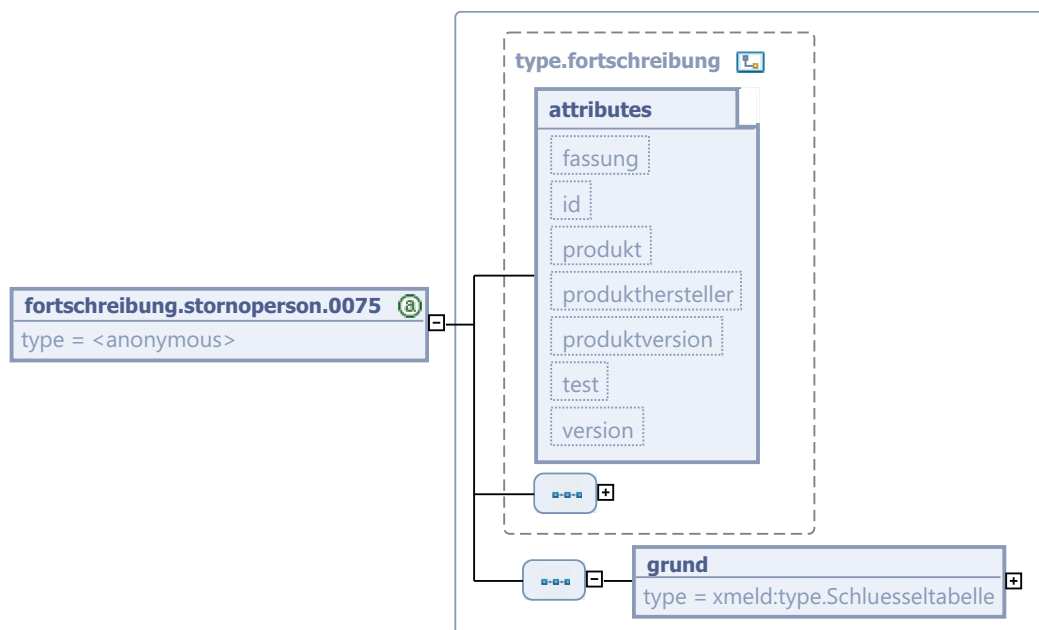 type.fortschreibung
attributes
fassung
id
produkt
produkthersteller
produktversion
test
version
fortschreibung.stornoperson.0075 a
type = <anonymous>
grund
type = xmeld:type.Schluesseltabelle